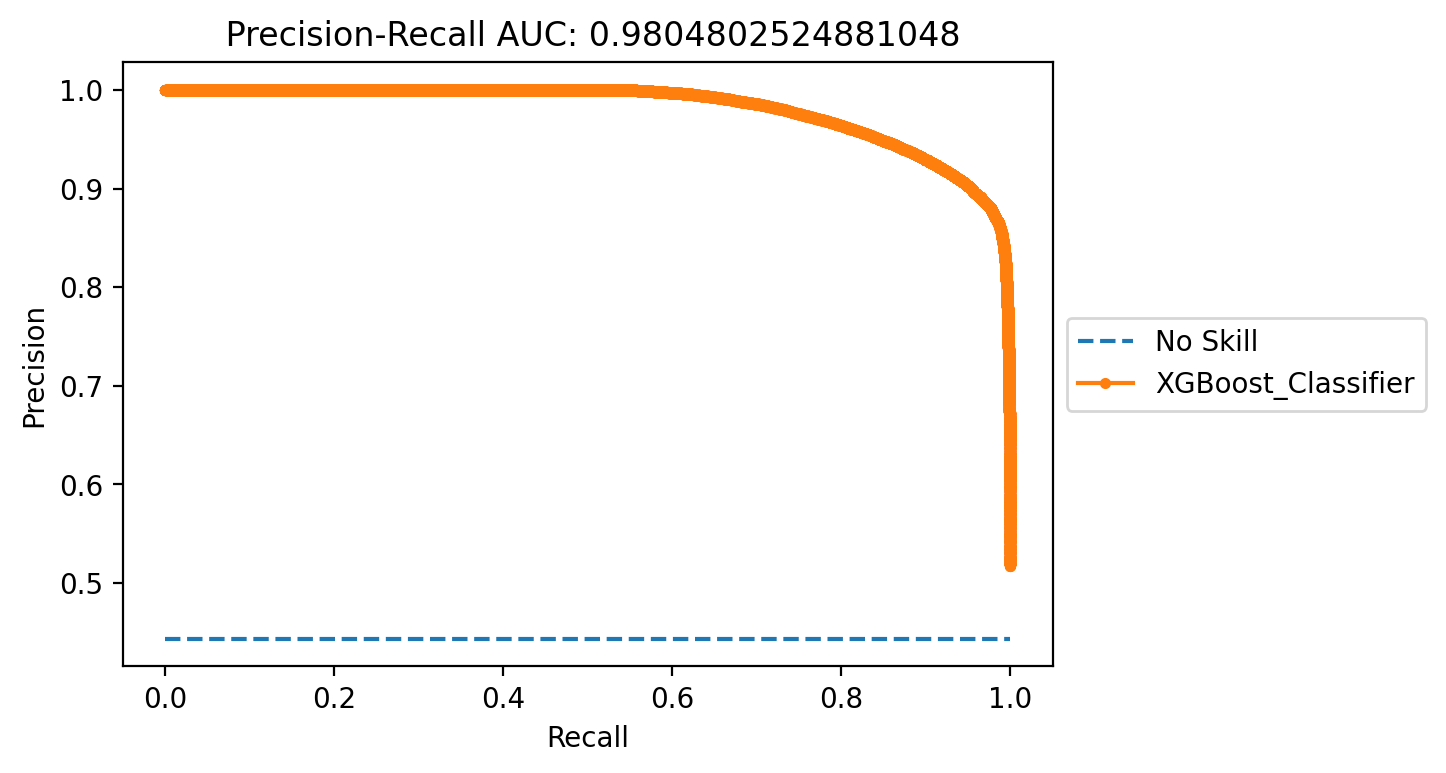 Precision-Recall AUC: 0.9804802524881048
1.0
0.9
0.8
0.7
0.6
0.5
Precision
0.0 0.2 0.4 0.6 0.8 1.0
Recall
No Skill
XGBoost_Classifier